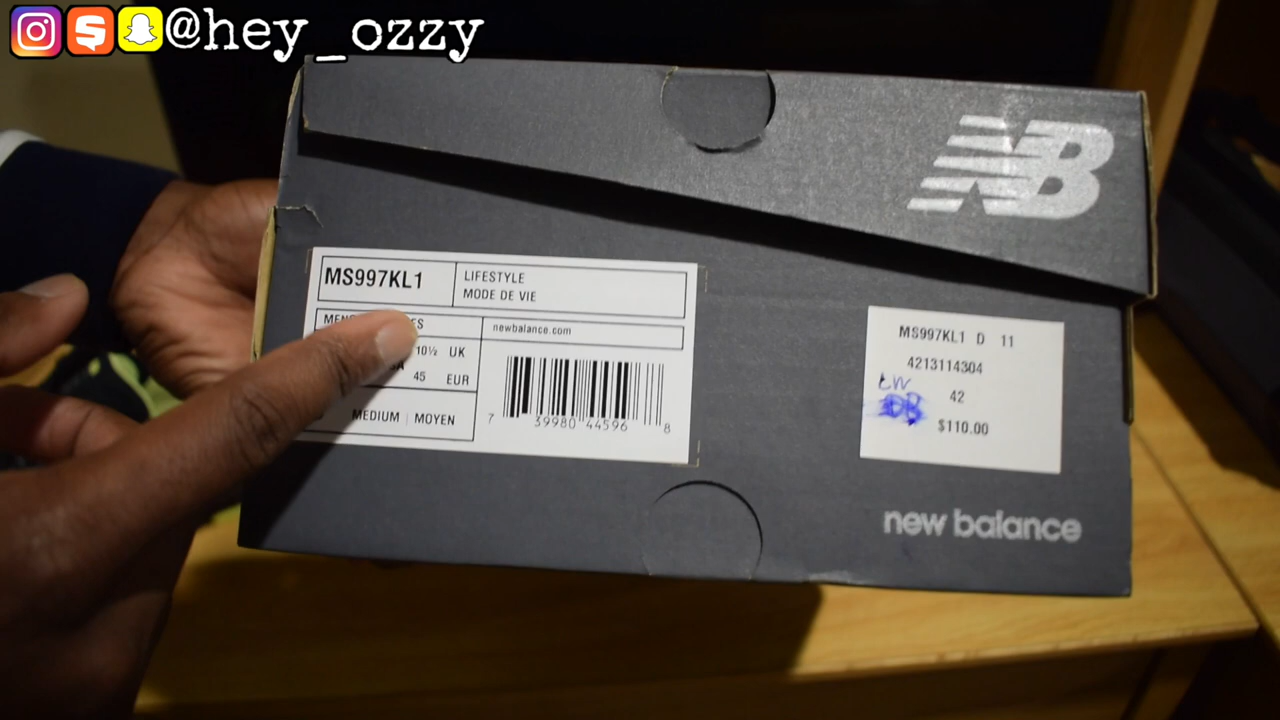 @hey_ozzy
NB
MS997KL1
LIFESTYLE
MODE DE VIE
newbalance.com
10½ UK
45 EUR
MEDIUM | MOYEN
7 39980 44596 8
MS997KL1 D 11
4213114304
42
$110.00
new balance